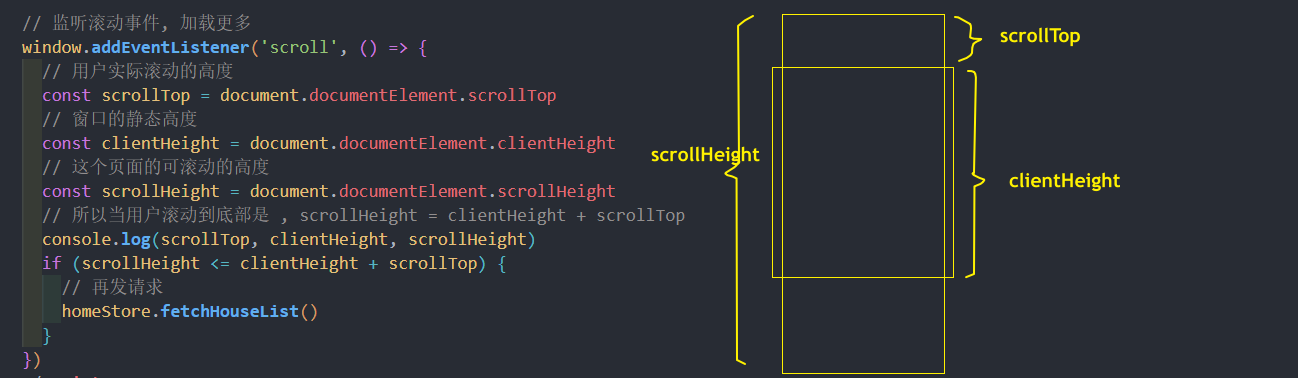 // 监听滚动事件, 加载更多
window.addEventListener('scroll', () => {
// 用户实际滚动的高度
const scrollTop = document.documentElement.scrollTop
// 窗口的静态高度
const clientHeight = document.documentElement.clientHeight
// 这个页面的可滚动的高度
const scrollHeight = document.documentElement.scrollHeight
// 所以当用户滚动到底部是 , scrollHeight = clientHeight + scrollTop
console.log(scrollTop, clientHeight, scrollHeight)
if (scrollHeight <= clientHeight + scrollTop) {
// 再发请求
homeStore.fetchHouseList()
}
})
scrollTop
scrollHeight
clientHeight